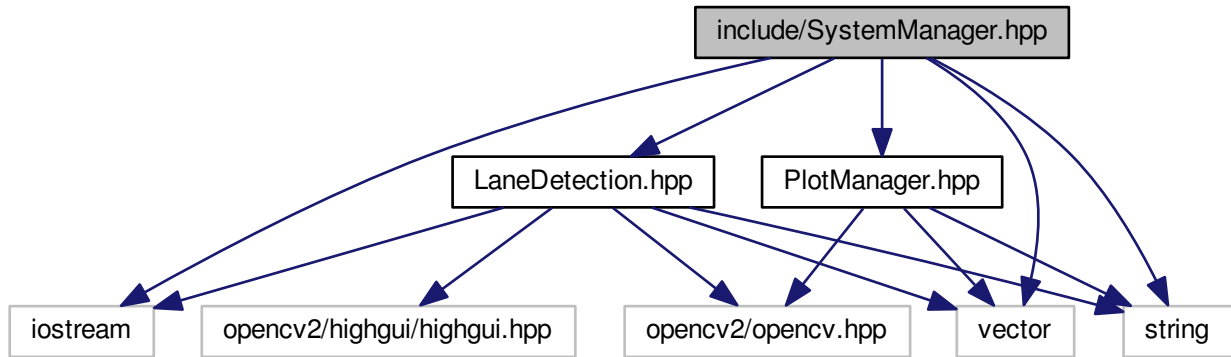 include/SystemManager.hpp
LaneDetection.hpp
PlotManager.hpp
iostream
opencv2/highgui/highgui.hpp
opencv2/opencv.hpp
vector
string